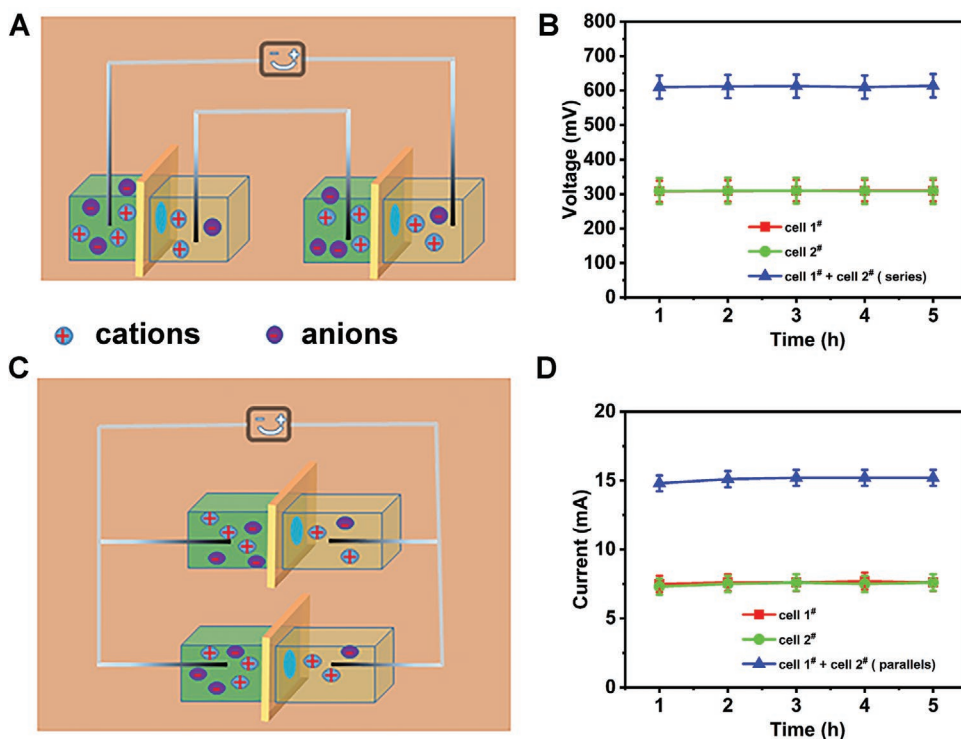 A
B
800
700
600
500
400
300
200
100
0
Voltage (mV)
cell 1#
cell 2#
cell 1# + cell 2# ( series)
1 2 3 4 5
Time (h)
cations
anions
C
D
20
15
10
5
0
Current (mA)
cell 1#
cell 2#
cell 1# + cell 2# ( parallels)
1 2 3 4 5
Time (h)